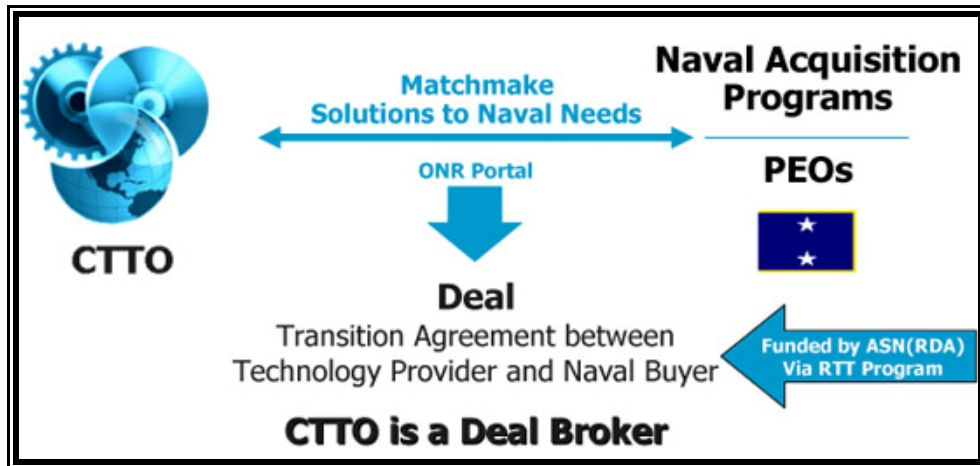 Matchmake
Solutions to Naval Needs
Naval Acquisition
Programs
ONR Portal
PEOs
CTTO
Deal
Transition Agreement between
Technology Provider and Naval Buyer
Funded by ASN(RDA)
Via RTT Program
CTTO is a Deal Broker